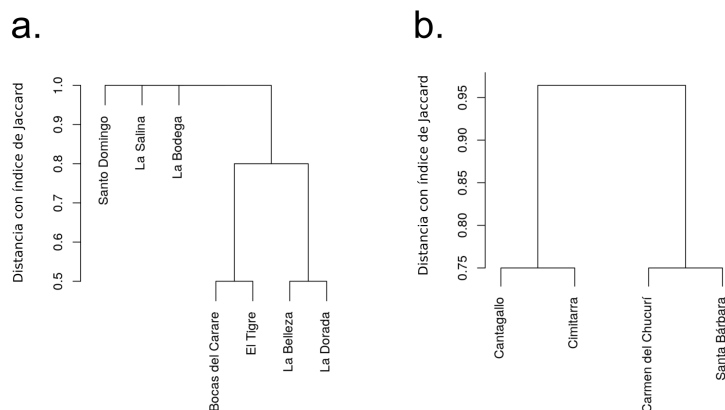 a.
Distancia con índice de Jaccard
1.0
0.9
0.8
0.7
0.6
0.5
Santo Domingo
La Salina
La Bodega
Bocas del Carare
El Tigre
La Belleza
La Dorada
b.
Distancia con índice de Jaccard
0.95
0.90
0.85
0.80
0.75
Cantagallo
Cimitarra
Carmen del Chucurí
Santa Bárbara